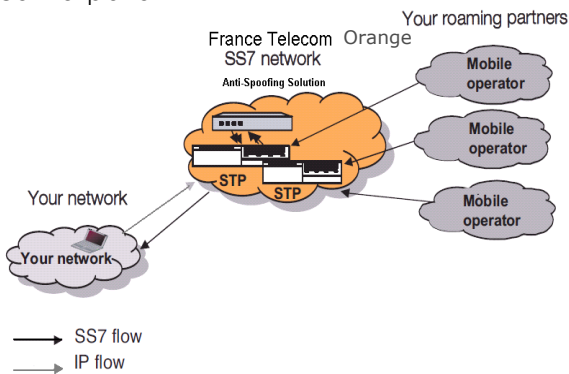 Your roaming partners
France Telecom Orange
SS7 network
Anti-Spoofing Solution
Mobile
operator
Mobile
operator
Mobile
operator
STP
STP
Your network
Your network
SS7 flow
IP flow